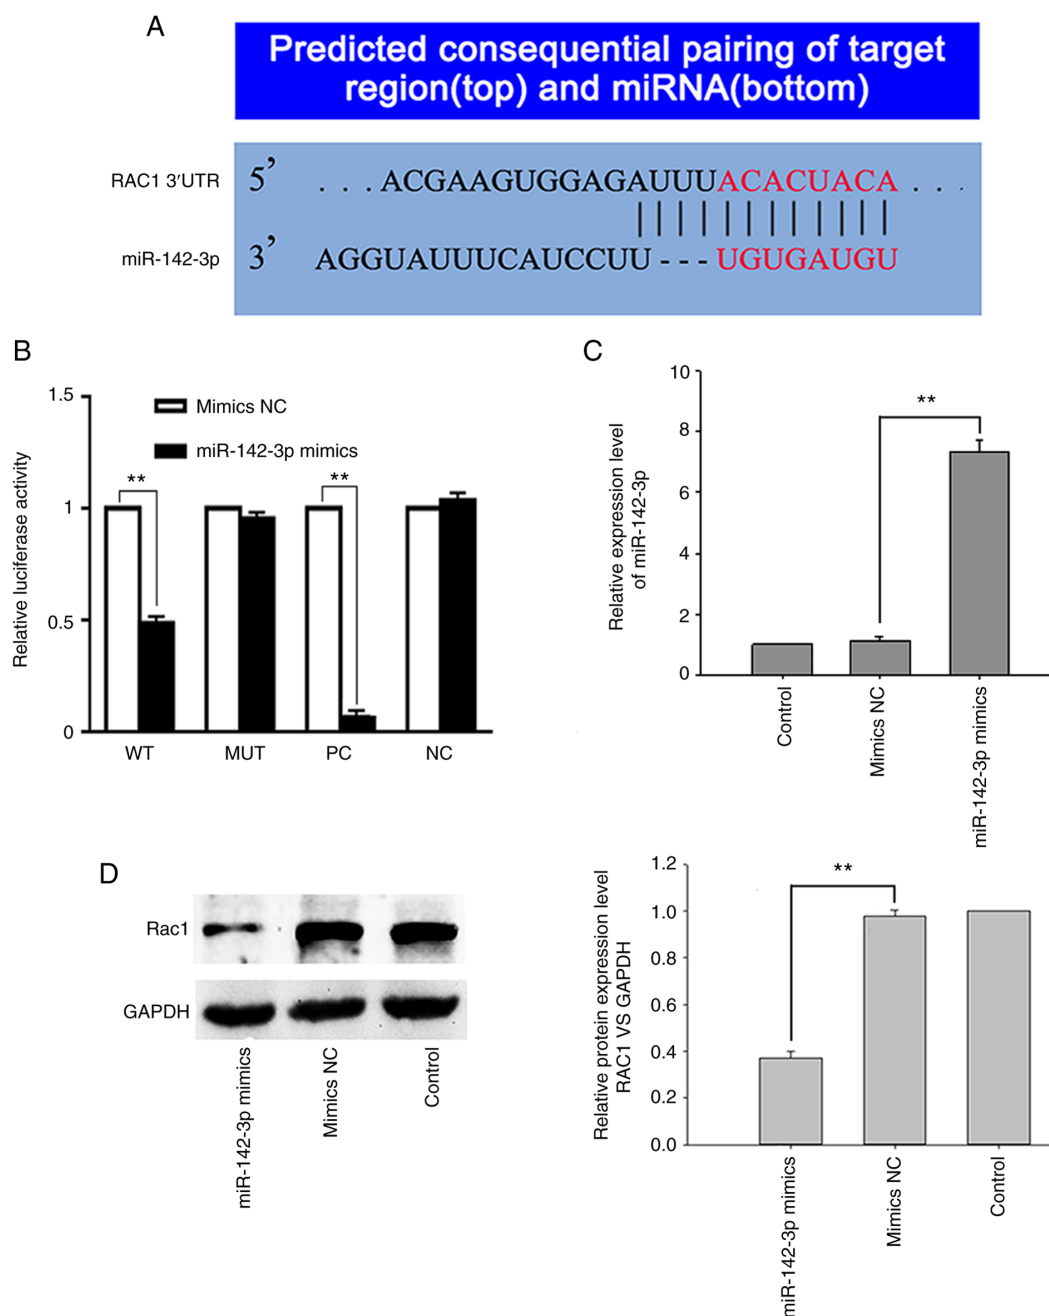 A
Predicted consequential pairing of target
region(top) and miRNA(bottom)
RAC1 3′UTR 5’ . . . ACGAAGUGGAGAUUUACACUACA . . .
miR-142-3p 3’ AGGUAUUUCAUCCUU - - - UGUGAUGU
B
Relative luciferase activity
1.5
1
0.5
0
Mimics NC
miR-142-3p mimics
**
**
WT MUT PC NC
C
Relative expression level
of miR-142-3p
10
8
6
4
2
0
**
Control
Mimics NC
miR-142-3p mimics
D
Rac1
GAPDH
miR-142-3p mimics
Mimics NC
Control
Relative protein expression level
RAC1 VS GAPDH
1.2
1.0
0.8
0.6
0.4
0.2
0.0
**
miR-142-3p mimics
Mimics NC
Control